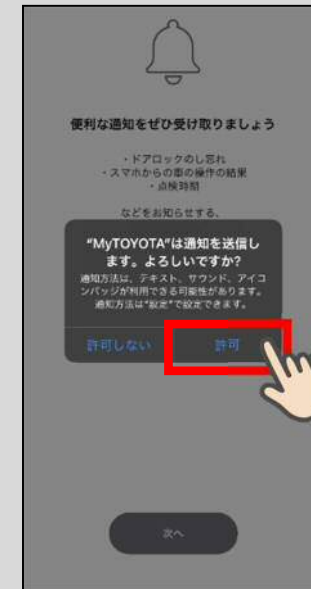 便利な通知をぜひ受け取りましょう
・ドアロックのし忘れ
・スマホからの車の操作の結果
・点検時期
などをお知らせする、
"MyTOYOTA"は通知を送信し
ます。よろしいですか?
通知方法は、テキスト、サウンド、アイコ
ンバッジが利用できる可能性があります。
通知方法は"設定"で設定できます。
許可しない
許可
次へ